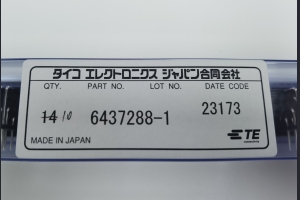 タイコ エレクトロニクス ジャパン合同会社
QTY. PART NO. LOT NO. DATE CODE
14 10 6437288-1 23173
MADE IN JAPAN
TE